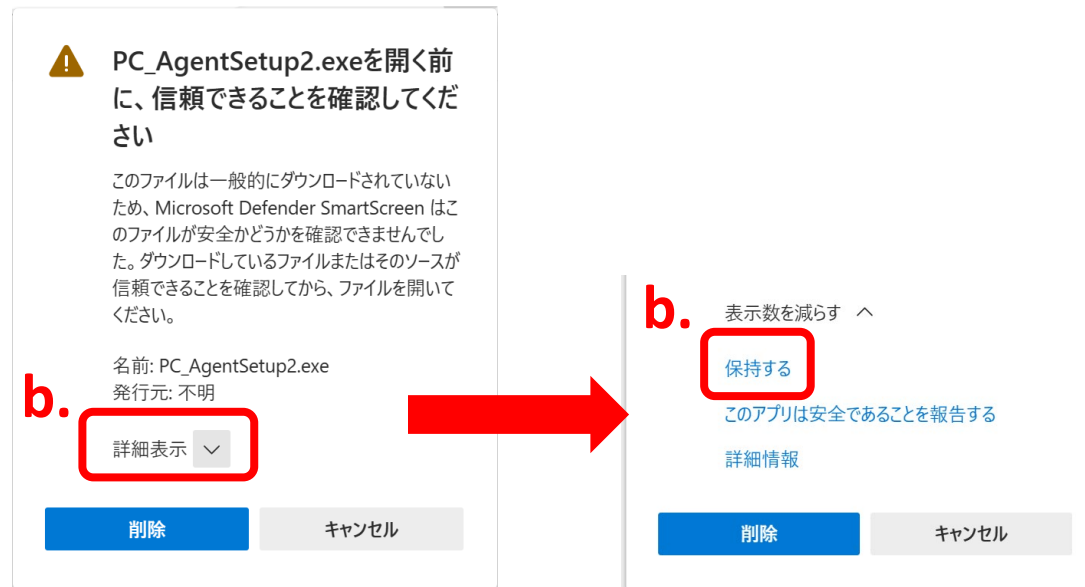 PC_AgentSetup2.exeを開く前
に、信頼できることを確認してくだ
さい
このファイルは一般的にダウンロードされていない
ため、Microsoft Defender SmartScreen はこ
のファイルが安全かどうかを確認できませんでし
た。ダウンロードしているファイルまたはそのソースが
信頼できることを確認してから、ファイルを開いて
ください。
名前: PC_AgentSetup2.exe
発行元: 不明
b.
詳細表示
削除
キャンセル
b.
表示数を減らす
保持する
このアプリは安全であることを報告する
詳細情報
削除
キャンセル